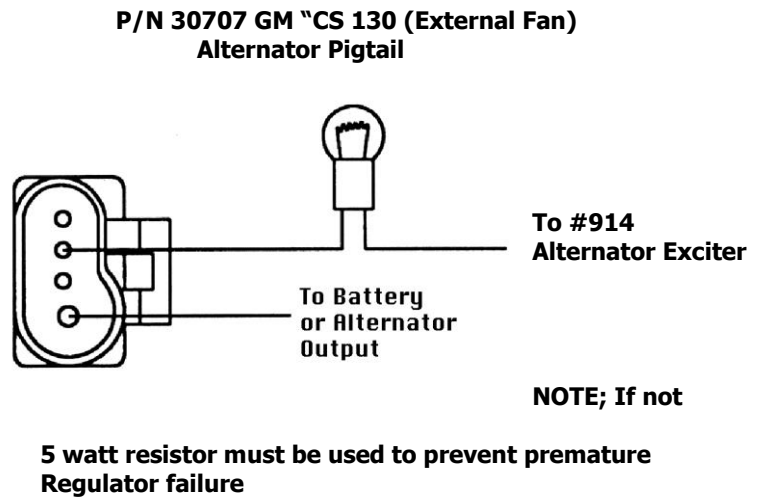 P/N 30707 GM “CS 130 (External Fan)
Alternator Pigtail
To #914
Alternator Exciter
To Battery
or Alternator
Output
NOTE; If not
5 watt resistor must be used to prevent premature
Regulator failure